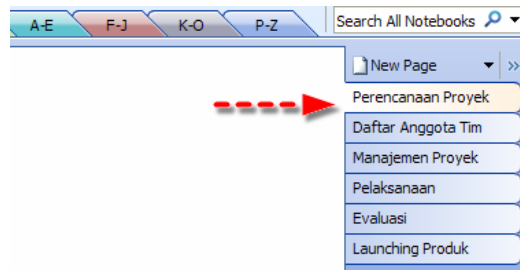 A-E F-J K-O P-Z Search All Notebooks
New Page
Perencanaan Proyek
Daftar Anggota Tim
Manajemen Proyek
Pelaksanaan
Evaluasi
Launching Produk